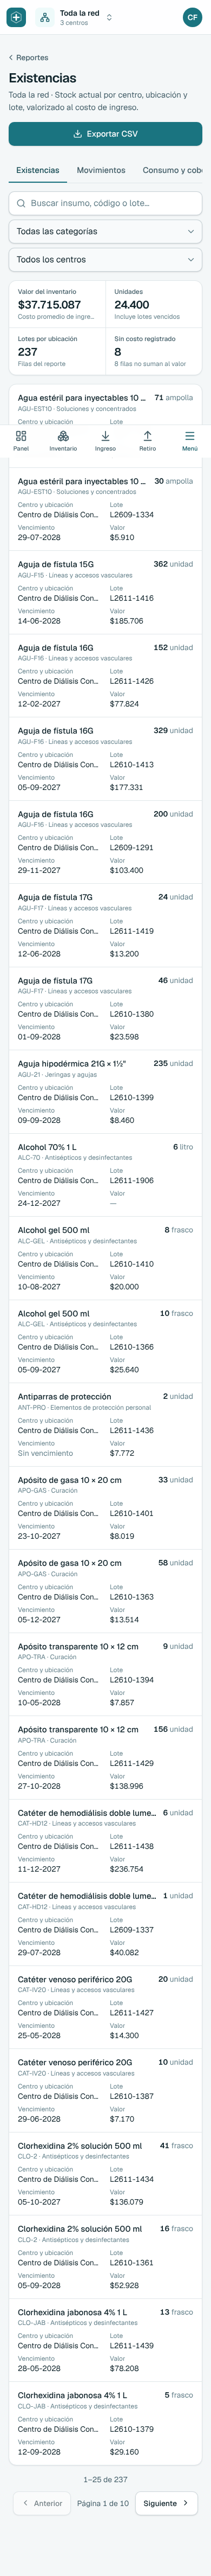 Toda la red
3 centros
CF
Reportes
Existencias
Toda la red · Stock actual por centro, ubicación y
lote, valorizado al costo de ingreso.
Exportar CSV
Existencias Movimientos Consumo y cobe
Buscar insumo, código o lote...
Todas las categorías
Todos los centros
Valor del inventario Unidades
$37.715.087 24.400
Costo promedio de ingre... Incluye lotes vencidos
Lotes por ubicación Sin costo registrado
237 8
Filas del reporte 8 filas no suman al valor
Agua estéril para inyectables 10 ... 71 ampolla
AGU-EST10 · Soluciones y concentrados
Centro y ubicación Lote
Panel Inventario Ingreso Retiro Menú
Agua estéril para inyectables 10 ... 30 ampolla
AGU-EST10 · Soluciones y concentrados
Centro y ubicación Lote
Centro de Diálisis Con... L2609-1334
Vencimiento Valor
29-07-2028 $5.910
Aguja de fístula 15G 362 unidad
AGU-F15 · Líneas y accesos vasculares
Centro y ubicación Lote
Centro de Diálisis Con... L2611-1416
Vencimiento Valor
14-06-2028 $185.706
Aguja de fístula 16G 152 unidad
AGU-F16 · Líneas y accesos vasculares
Centro y ubicación Lote
Centro de Diálisis Con... L2611-1426
Vencimiento Valor
12-02-2027 $77.824
Aguja de fístula 16G 329 unidad
AGU-F16 · Líneas y accesos vasculares
Centro y ubicación Lote
Centro de Diálisis Con... L2610-1413
Vencimiento Valor
05-09-2027 $177.331
Aguja de fístula 16G 200 unidad
AGU-F16 · Líneas y accesos vasculares
Centro y ubicación Lote
Centro de Diálisis Con... L2609-1291
Vencimiento Valor
29-11-2027 $103.400
Aguja de fístula 17G 24 unidad
AGU-F17 · Líneas y accesos vasculares
Centro y ubicación Lote
Centro de Diálisis Con... L2611-1419
Vencimiento Valor
12-06-2028 $13.200
Aguja de fístula 17G 46 unidad
AGU-F17 · Líneas y accesos vasculares
Centro y ubicación Lote
Centro de Diálisis Con... L2610-1380
Vencimiento Valor
01-09-2028 $23.598
Aguja hipodérmica 21G × 1½" 235 unidad
AGU-21 · Jeringas y agujas
Centro y ubicación Lote
Centro de Diálisis Con... L2610-1399
Vencimiento Valor
09-09-2028 $8.460
Alcohol 70% 1 L 6 litro
ALC-70 · Antisépticos y desinfectantes
Centro y ubicación Lote
Centro de Diálisis Con... L2611-1906
Vencimiento Valor
24-12-2027 —
Alcohol gel 500 ml 8 frasco
ALC-GEL · Antisépticos y desinfectantes
Centro y ubicación Lote
Centro de Diálisis Con... L2610-1410
Vencimiento Valor
10-08-2027 $20.000
Alcohol gel 500 ml 10 frasco
ALC-GEL · Antisépticos y desinfectantes
Centro y ubicación Lote
Centro de Diálisis Con... L2610-1366
Vencimiento Valor
05-09-2027 $25.640
Antiparras de protección 2 unidad
ANT-PRO · Elementos de protección personal
Centro y ubicación Lote
Centro de Diálisis Con... L2611-1436
Vencimiento Valor
Sin vencimiento $7.772
Apósito de gasa 10 × 20 cm 33 unidad
APO-GAS · Curación
Centro y ubicación Lote
Centro de Diálisis Con... L2610-1401
Vencimiento Valor
23-10-2027 $8.019
Apósito de gasa 10 × 20 cm 58 unidad
APO-GAS · Curación
Centro y ubicación Lote
Centro de Diálisis Con... L2610-1363
Vencimiento Valor
05-12-2027 $13.514
Apósito transparente 10 × 12 cm 9 unidad
APO-TRA · Curación
Centro y ubicación Lote
Centro de Diálisis Con... L2610-1394
Vencimiento Valor
10-05-2028 $7.857
Apósito transparente 10 × 12 cm 156 unidad
APO-TRA · Curación
Centro y ubicación Lote
Centro de Diálisis Con... L2611-1429
Vencimiento Valor
27-10-2028 $138.996
Catéter de hemodiálisis doble lume... 6 unidad
CAT-HD12 · Líneas y accesos vasculares
Centro y ubicación Lote
Centro de Diálisis Con... L2611-1438
Vencimiento Valor
11-12-2027 $236.754
Catéter de hemodiálisis doble lume... 1 unidad
CAT-HD12 · Líneas y accesos vasculares
Centro y ubicación Lote
Centro de Diálisis Con... L2609-1337
Vencimiento Valor
29-07-2028 $40.082
Catéter venoso periférico 20G 20 unidad
CAT-IV20 · Líneas y accesos vasculares
Centro y ubicación Lote
Centro de Diálisis Con... L2611-1427
Vencimiento Valor
25-05-2028 $14.300
Catéter venoso periférico 20G 10 unidad
CAT-IV20 · Líneas y accesos vasculares
Centro y ubicación Lote
Centro de Diálisis Con... L2610-1387
Vencimiento Valor
29-06-2028 $7.170
Clorhexidina 2% solución 500 ml 41 frasco
CLO-2 · Antisépticos y desinfectantes
Centro y ubicación Lote
Centro de Diálisis Con... L2611-1434
Vencimiento Valor
05-10-2027 $136.079
Clorhexidina 2% solución 500 ml 16 frasco
CLO-2 · Antisépticos y desinfectantes
Centro y ubicación Lote
Centro de Diálisis Con... L2610-1361
Vencimiento Valor
05-09-2028 $52.928
Clorhexidina jabonosa 4% 1 L 13 frasco
CLO-JAB · Antisépticos y desinfectantes
Centro y ubicación Lote
Centro de Diálisis Con... L2611-1439
Vencimiento Valor
28-05-2028 $78.208
Clorhexidina jabonosa 4% 1 L 5 frasco
CLO-JAB · Antisépticos y desinfectantes
Centro y ubicación Lote
Centro de Diálisis Con... L2610-1379
Vencimiento Valor
12-09-2028 $29.160
1–25 de 237
Anterior Página 1 de 10 Siguiente